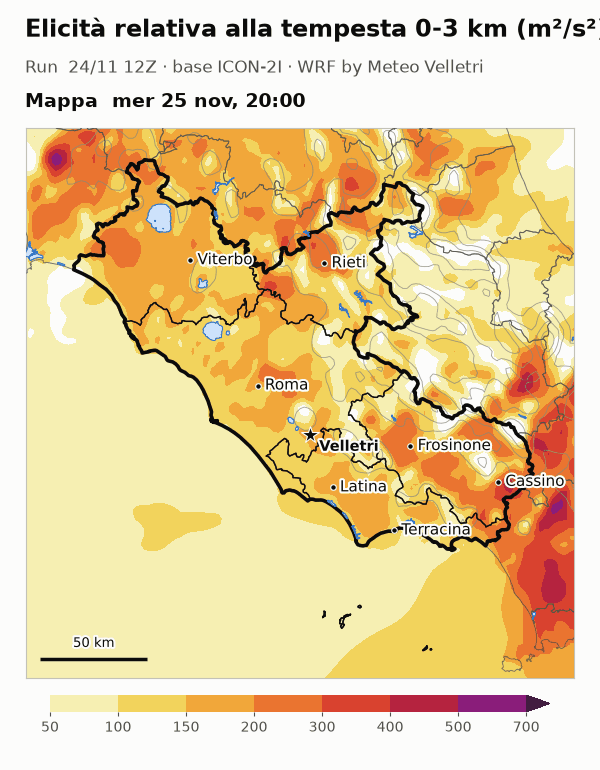 Elicità relativa alla tempesta 0-3 km (m²/s²)
Run  24/11 12Z · base ICON-2I · WRF by Meteo Velletri
Mappa  mer 25 nov, 20:00
Viterbo
Rieti
Roma
Velletri
Frosinone
Cassino
Latina
Terracina
50 km
50 100 150 200 300 400 500 700